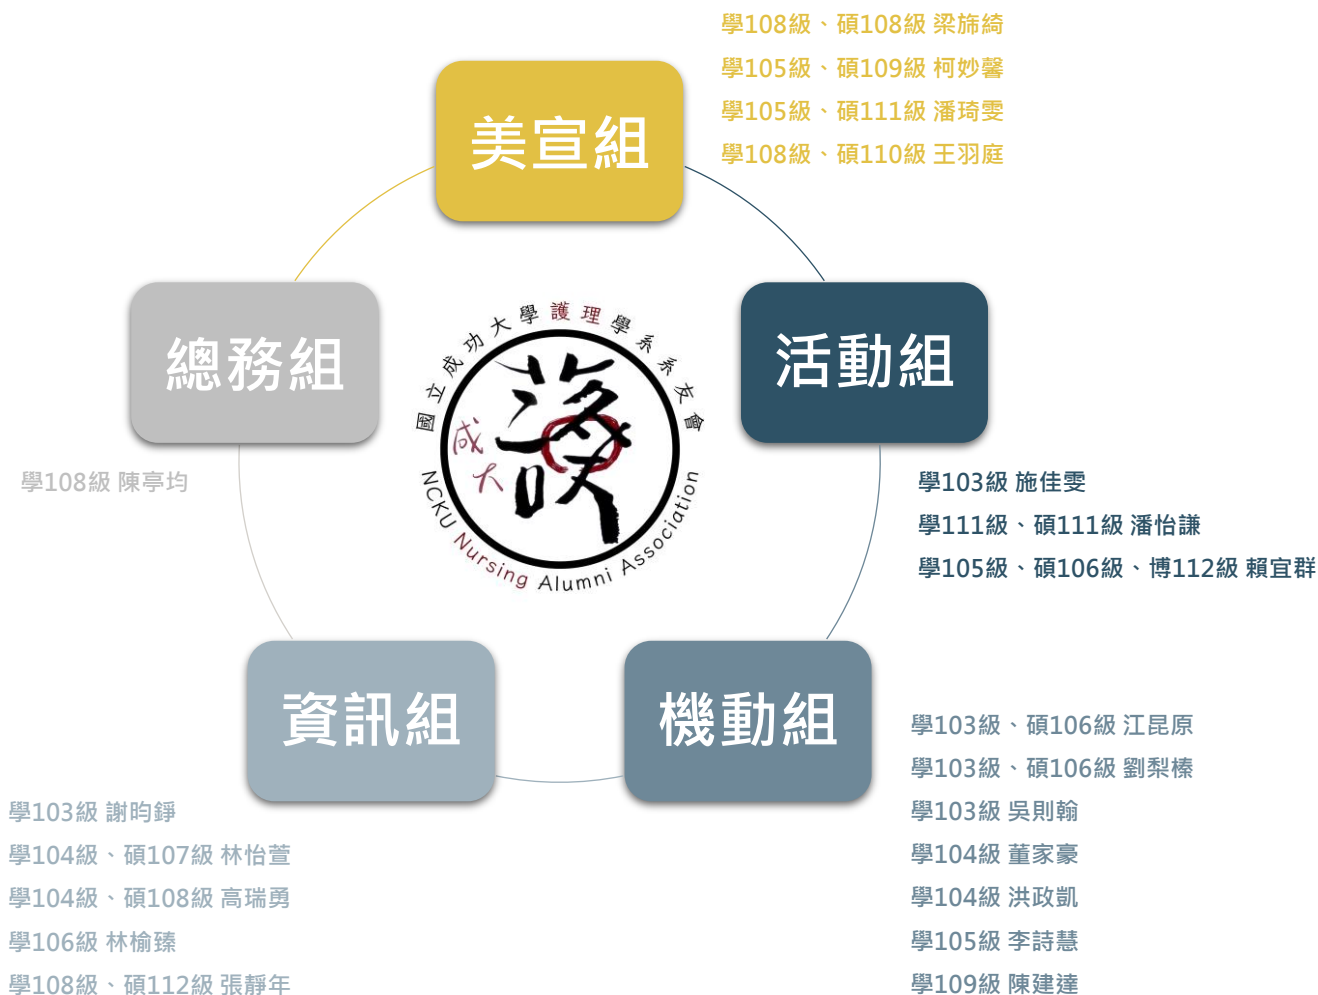 學108級、碩108級 梁旆綺
學105級、碩109級 柯妙馨
學105級、碩111級 潘琦雯
學108級、碩110級 王羽庭
美宣組
總務組
活動組
國立成功大學護理學系系友會
成大
護
NCKU Nursing Alumni Association
學108級 陳亭均
學103級 施佳雯
學111級、碩111級 潘怡謙
學105級、碩106級、博112級 賴宜群
資訊組
機動組
學103級、碩106級 江昆原
學103級、碩106級 劉梨榛
學103級 吳則翰
學104級 董家豪
學104級 洪政凱
學105級 李詩慧
學109級 陳建達
學103級 謝昀錚
學104級、碩107級 林怡萱
學104級、碩108級 高瑞勇
學106級 林榆臻
學108級、碩112級 張靜年